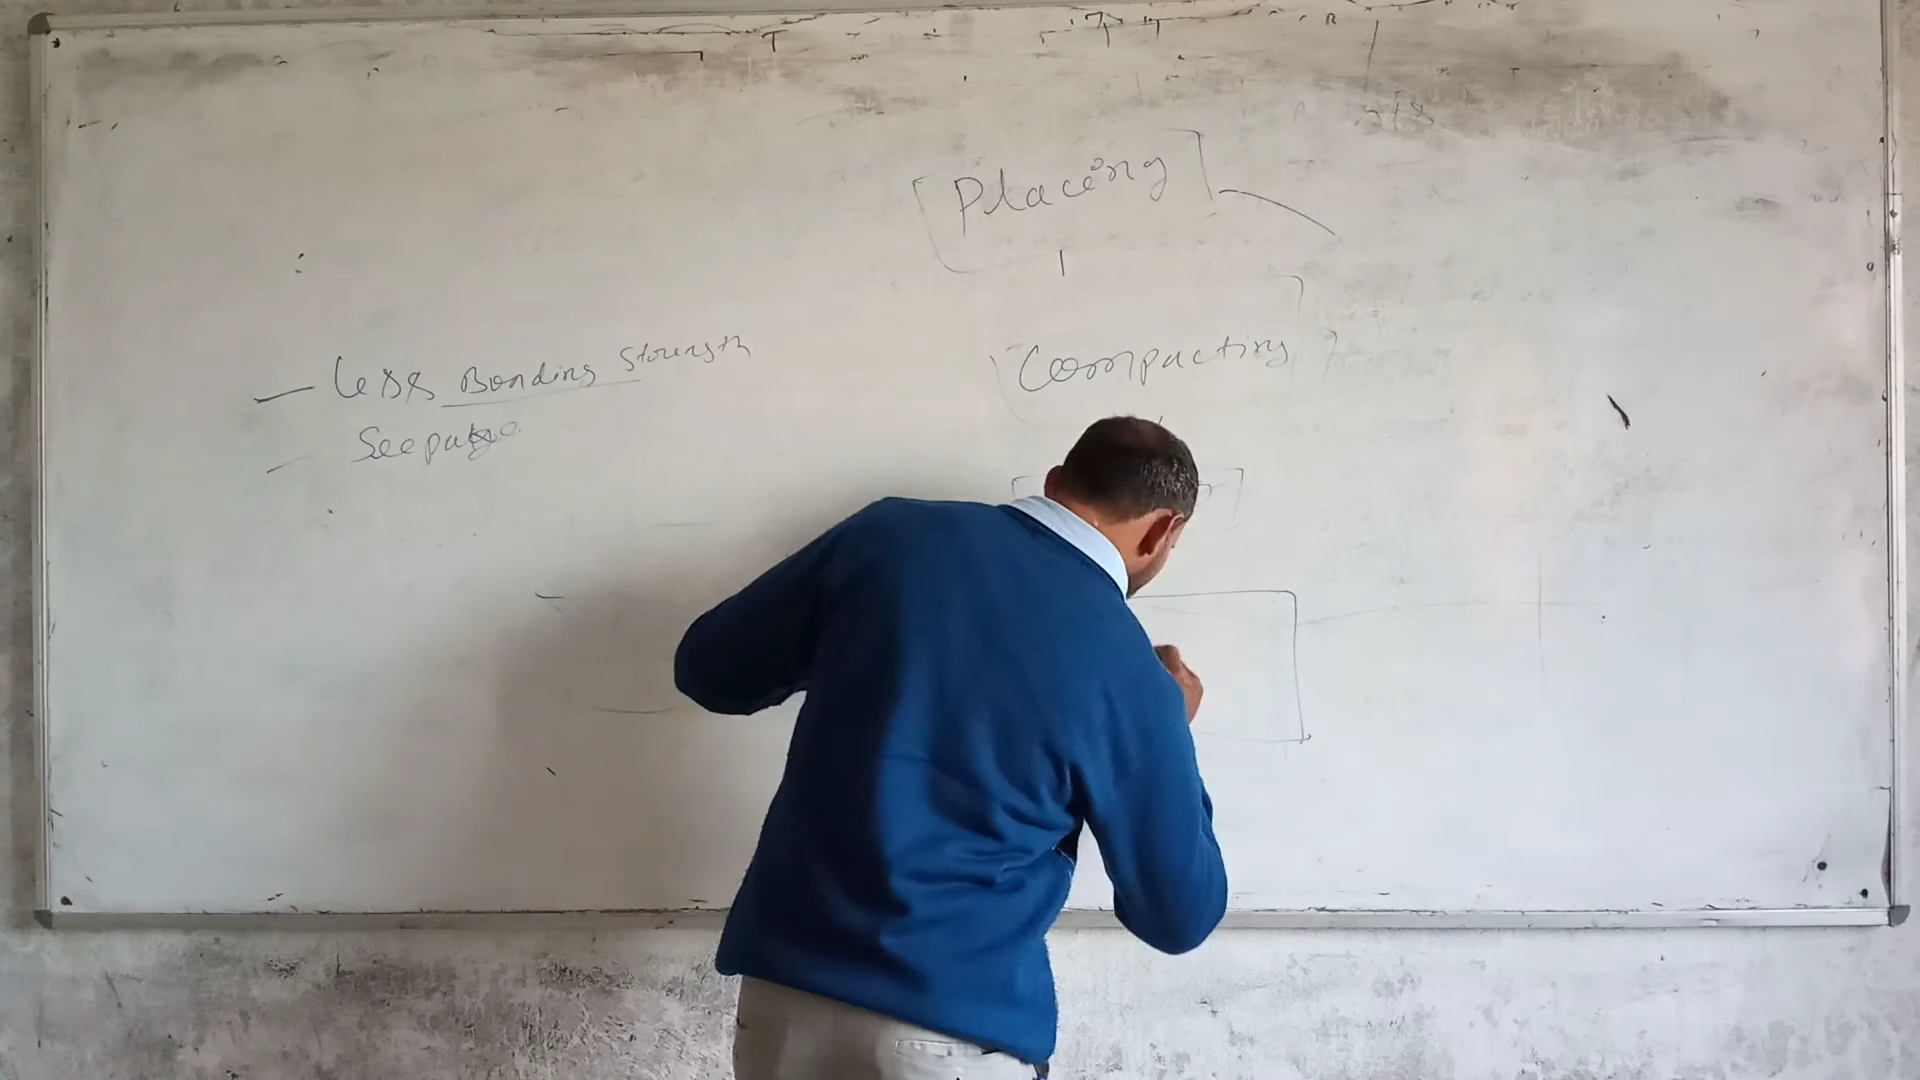 Placing
Compacting
— Less Bonding Strength
— Seepage